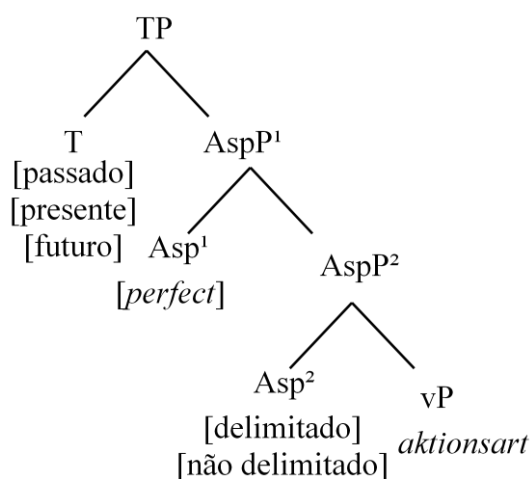 TP
T AspP¹
[passado]
[presente]
[futuro] Asp¹ AspP²
[perfect]
Asp² vP
[delimitado] aktionsart
[não delimitado]